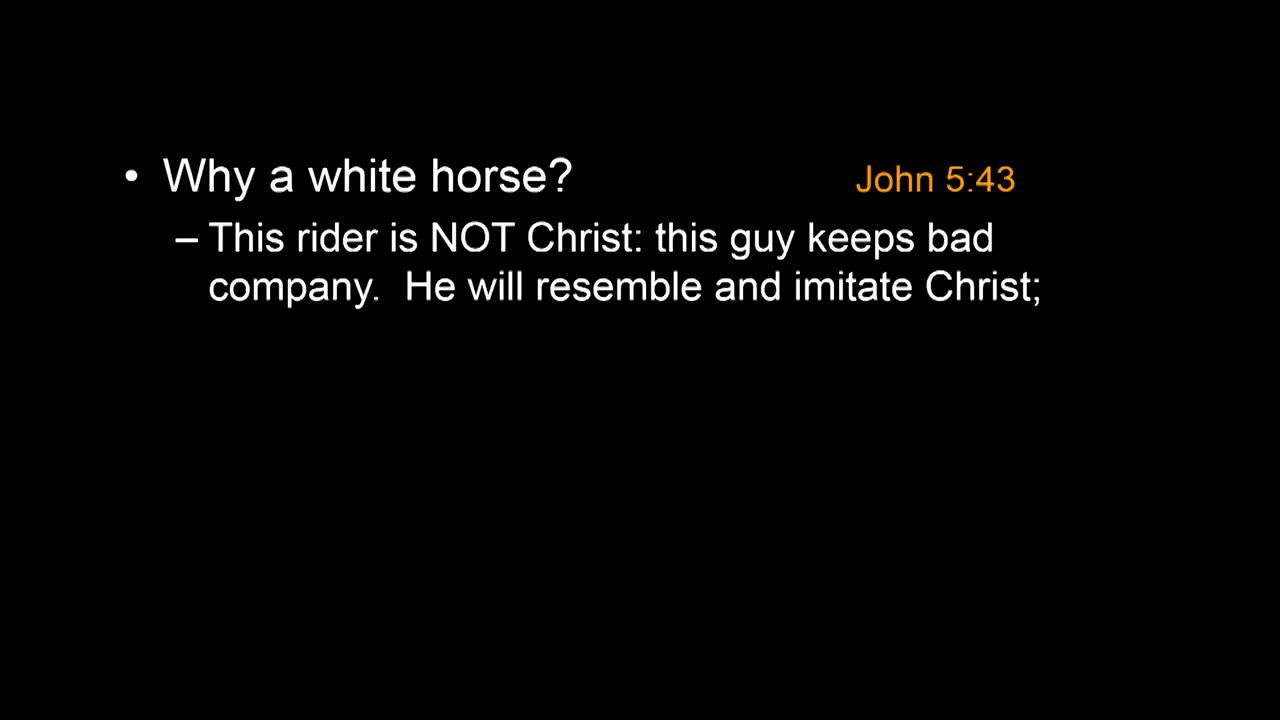 • Why a white horse? John 5:43
– This rider is NOT Christ: this guy keeps bad
company. He will resemble and imitate Christ;